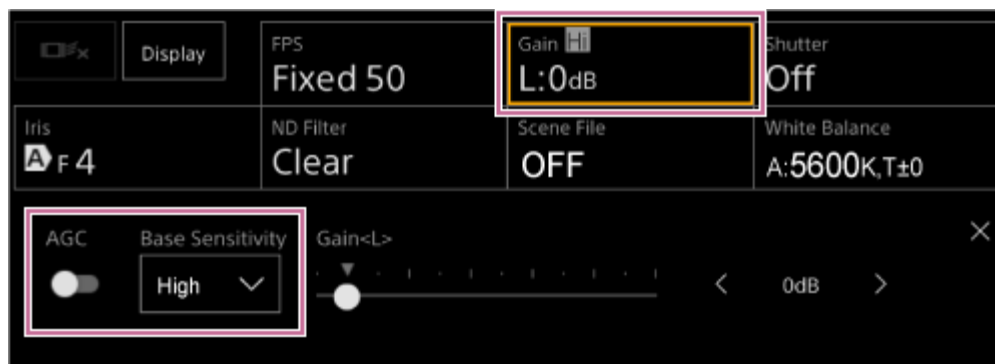 Display
FPS
Fixed 50
Gain Hi
L:0dB
Shutter
Off
Iris
A F4
ND Filter
Clear
Scene File
OFF
White Balance
A:5600K,T±0
AGC
Base Sensitivity
High
Gain<L>
0dB